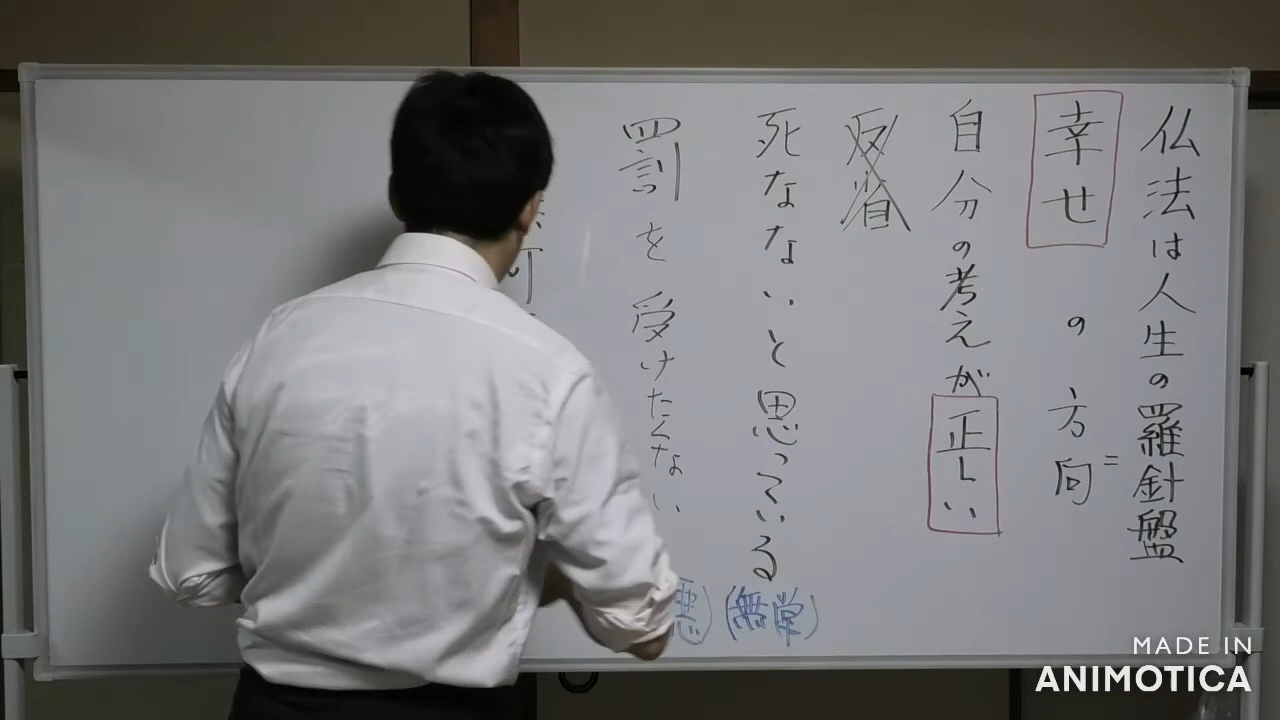 仏法は人生の羅針盤
=
幸せの方向
自分の考えが正しい
反省
死なないと思っている
(無常)
罰を受けたくない
悪)
MADE IN
ANIMOTICA